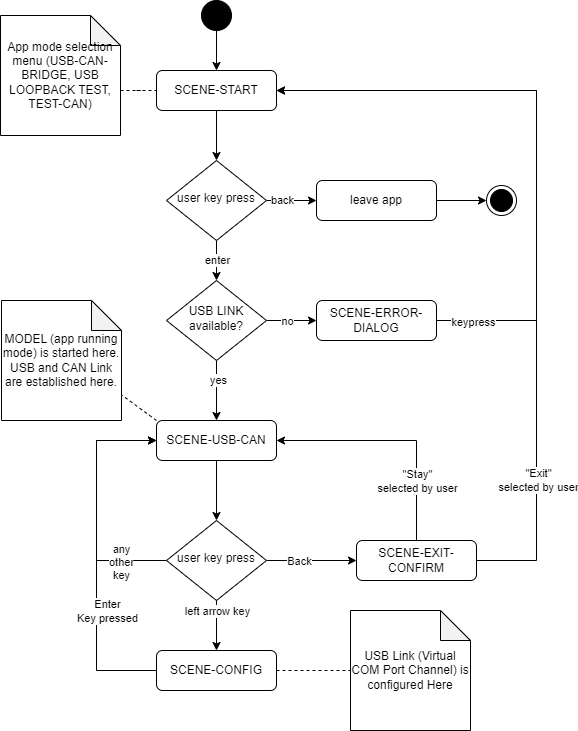 App mode selection
menu (USB-CAN-
BRIDGE, USB
LOOPBACK TEST,
TEST-CAN)
SCENE-START
user key press
back
leave app
enter
USB LINK
available?
no
SCENE-ERROR-
DIALOG
keypress
MODEL (app running
mode) is started here.
USB and CAN Link
are established here.
yes
SCENE-USB-CAN
"Stay"
selected by user
"Exit"
selected by user
any
other
key
user key press
Back
SCENE-EXIT-
CONFIRM
Enter
Key pressed
left arrow key
SCENE-CONFIG
USB Link (Virtual
COM Port Channel) is
configured Here